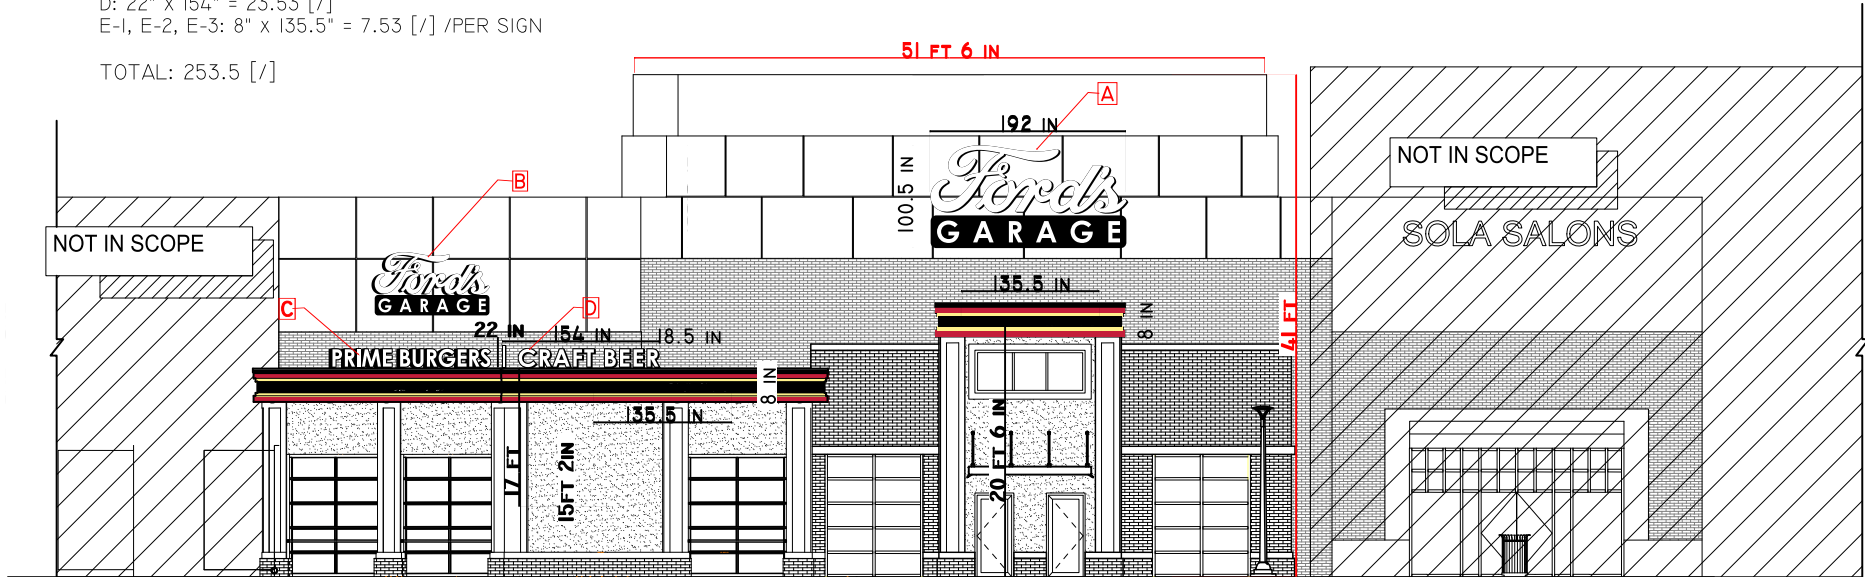 D: 22" X 154" = 23.53 [/]
E-1, E-2, E-3: 8" X 135.5" = 7.53 [/] /PER SIGN
TOTAL: 253.5 [/]
51 FT 6 IN
A
192 IN
NOT IN SCOPE
B
100.5 IN
Ford's
GARAGE
SOLA SALONS
NOT IN SCOPE
Ford's
GARAGE
135.5 IN
C
D
22 IN
154 IN
18.5 IN
8 IN
41 FT
PRIME BURGERS
CRAFT BEER
8 IN
135.5 IN
17 FT
15FT 2IN
20 FT 6 IN